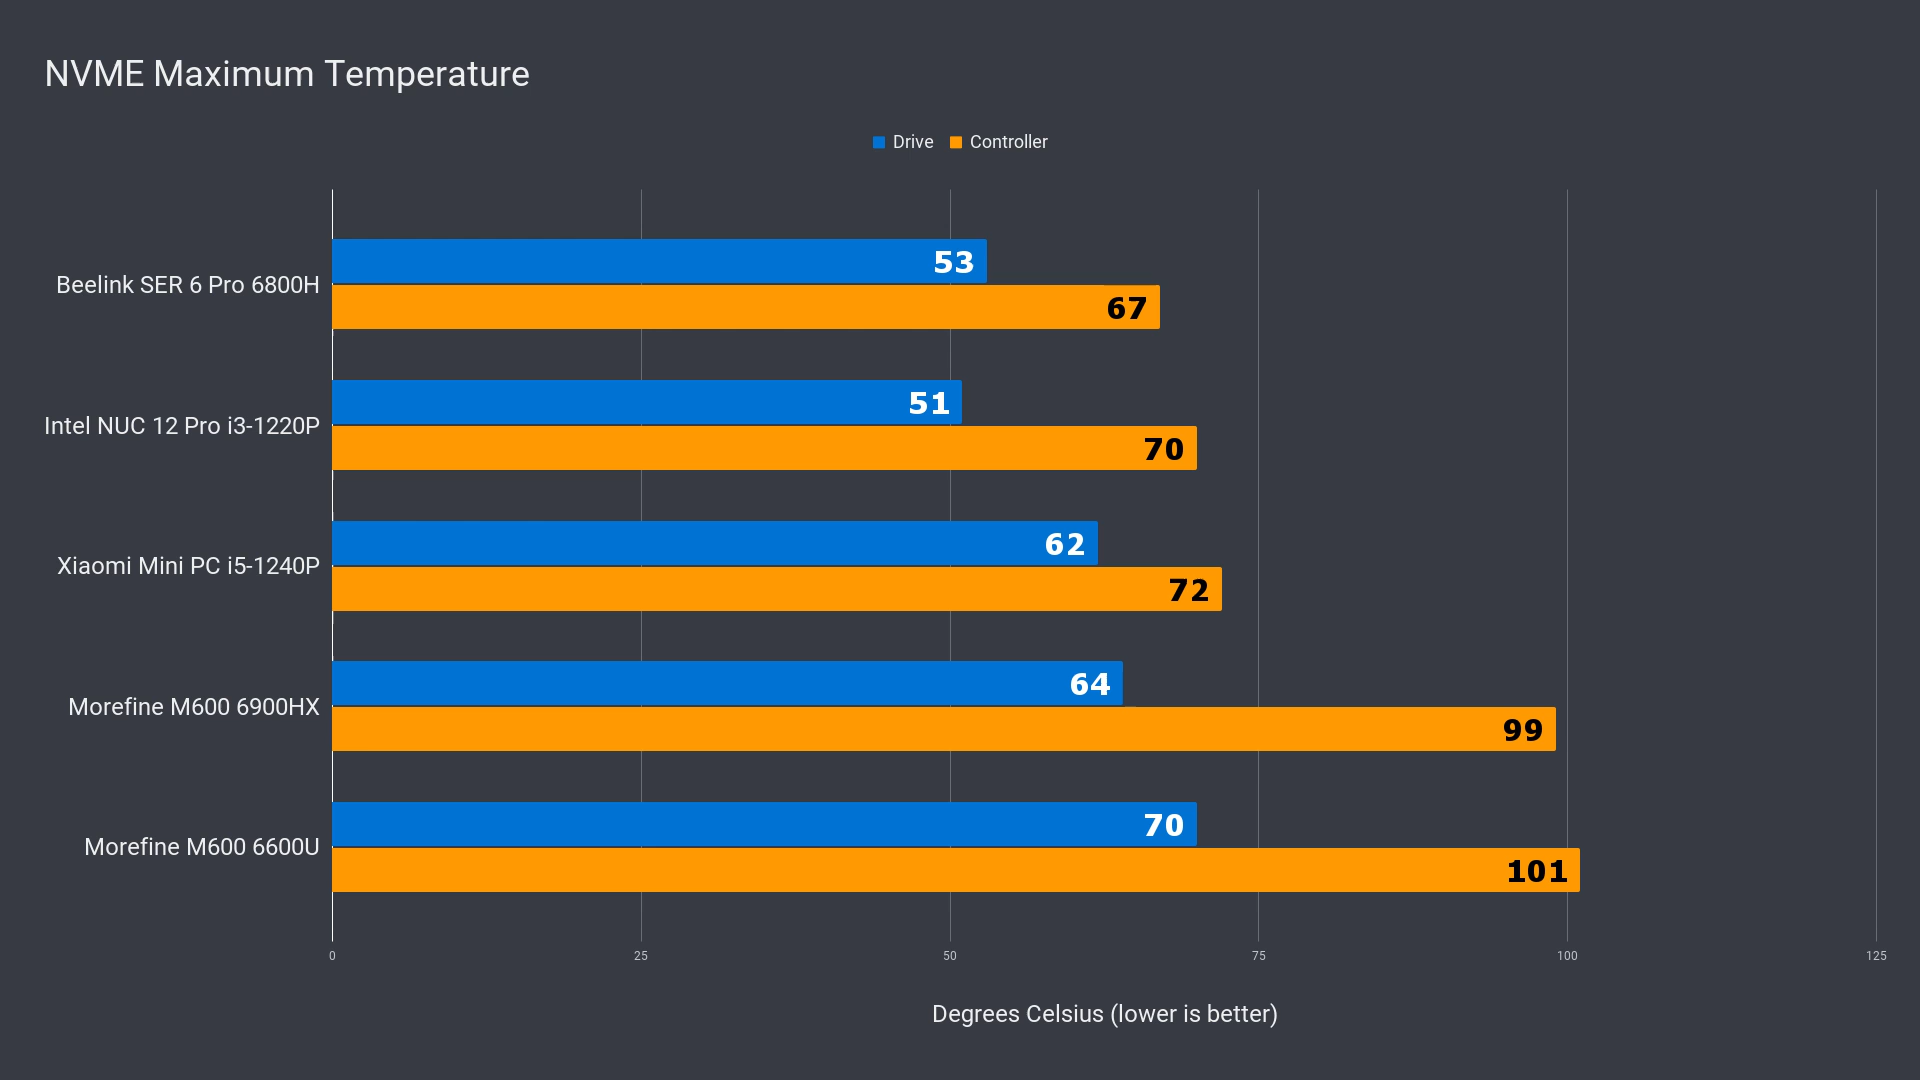 NVME Maximum Temperature
Drive Controller
Beelink SER 6 Pro 6800H
53
67
Intel NUC 12 Pro i3-1220P
51
70
Xiaomi Mini PC i5-1240P
62
72
Morefine M600 6900HX
64
99
Morefine M600 6600U
70
101
0 25 50 75 100 125
Degrees Celsius (lower is better)